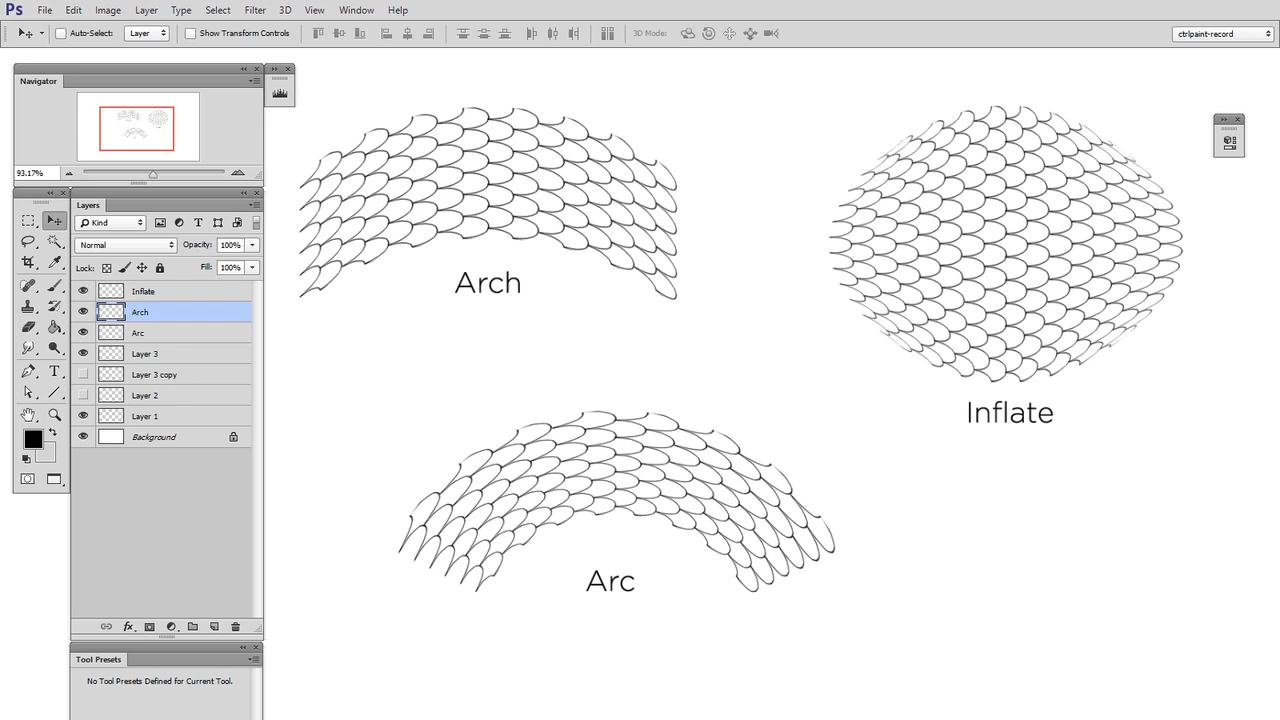 Ps File Edit Image Layer Type Select Filter 3D View Window Help
Auto-Select: Layer Show Transform Controls 3D Mode: ctrlpaint-record
Navigator
93.17%
Layers
Kind
Normal Opacity: 100%
Lock: Fill: 100%
Inflate
Arch
Arc
Layer 3
Layer 3 copy
Layer 2
Layer 1
Background
fx
Tool Presets
No Tool Presets Defined for Current Tool.
Arch
Inflate
Arc